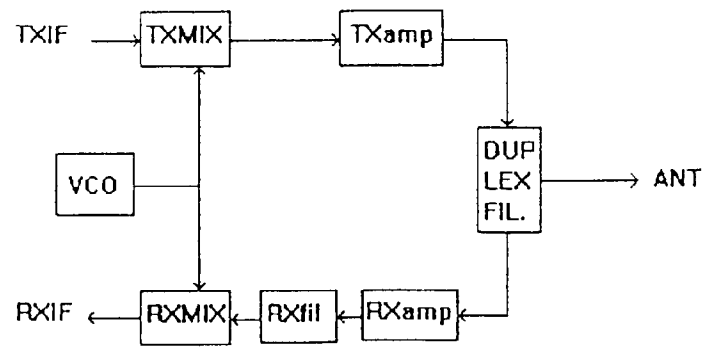 TXIF
TXMIX
TXamp
DUP
LEX
FIL.
ANT
VCO
RXIF
RXMIX
RXfil
RXamp